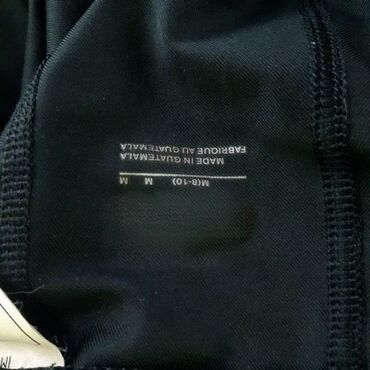 M(8-10) M M
MADE IN GUATEMALA
FABRIQUE AU GUATEMALA